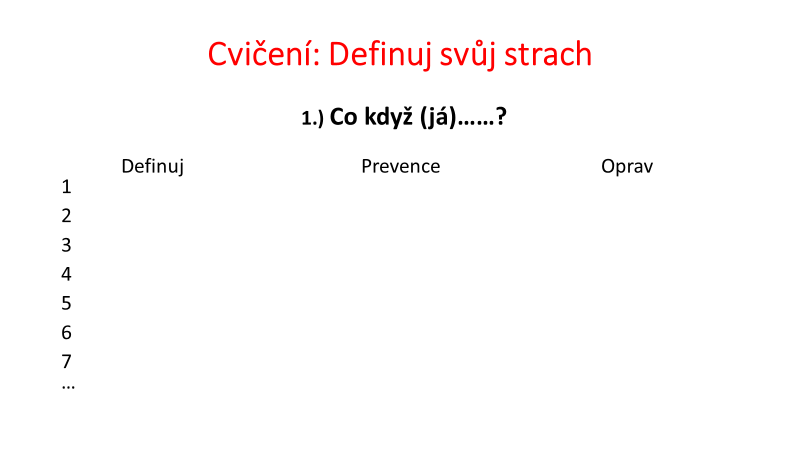 Cvičení: Definuj svůj strach
1.) Co když (já)……?
Definuj Prevence Oprav
1
2
3
4
5
6
7
…